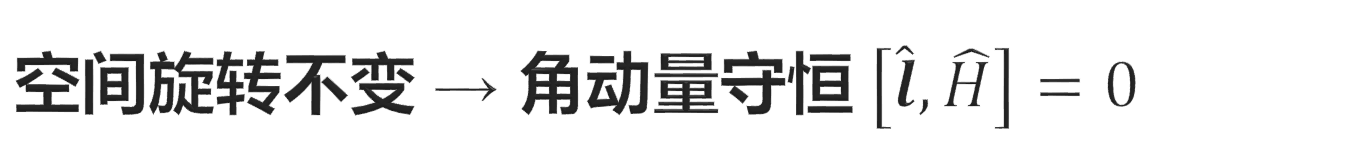 空间旋转不变 → 角动量守恒 [l̂, Ĥ] = 0